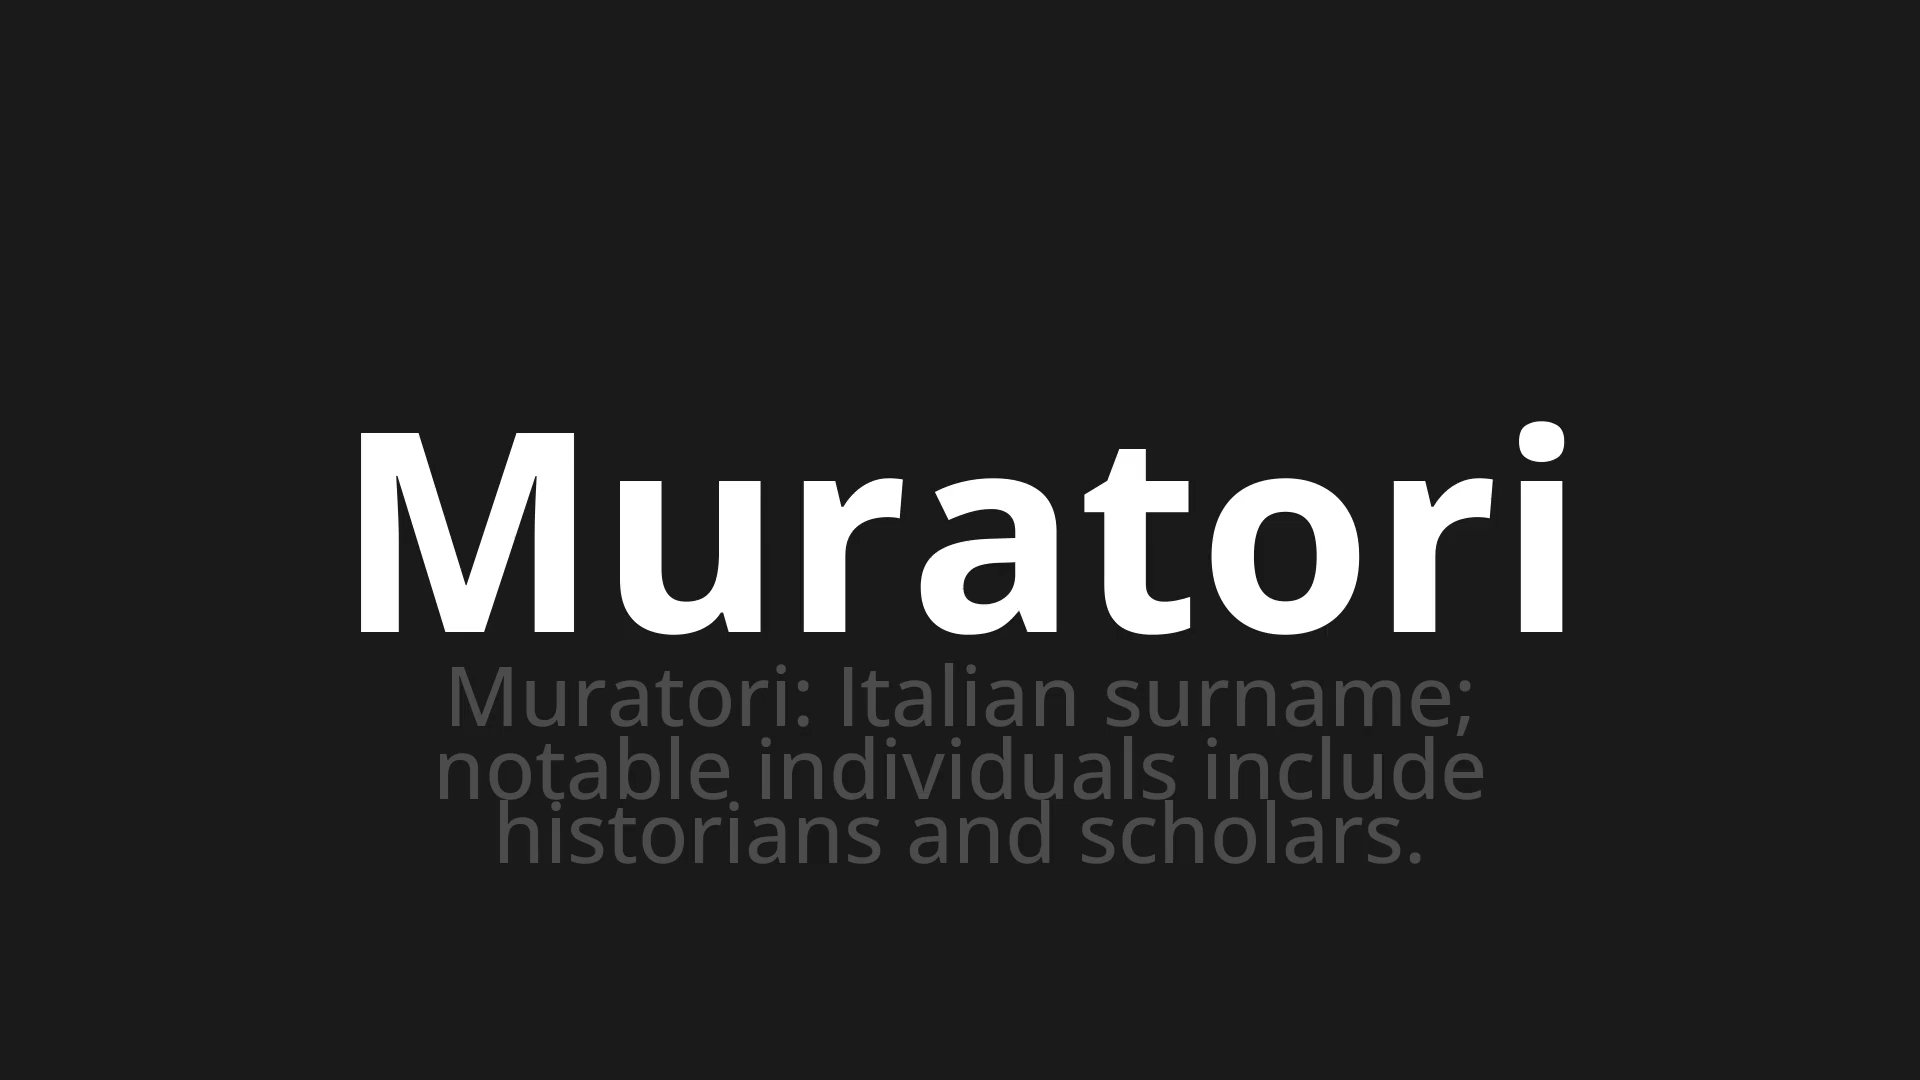 Muratori
Muratori: Italian surname;
notable individuals include
historians and scholars.